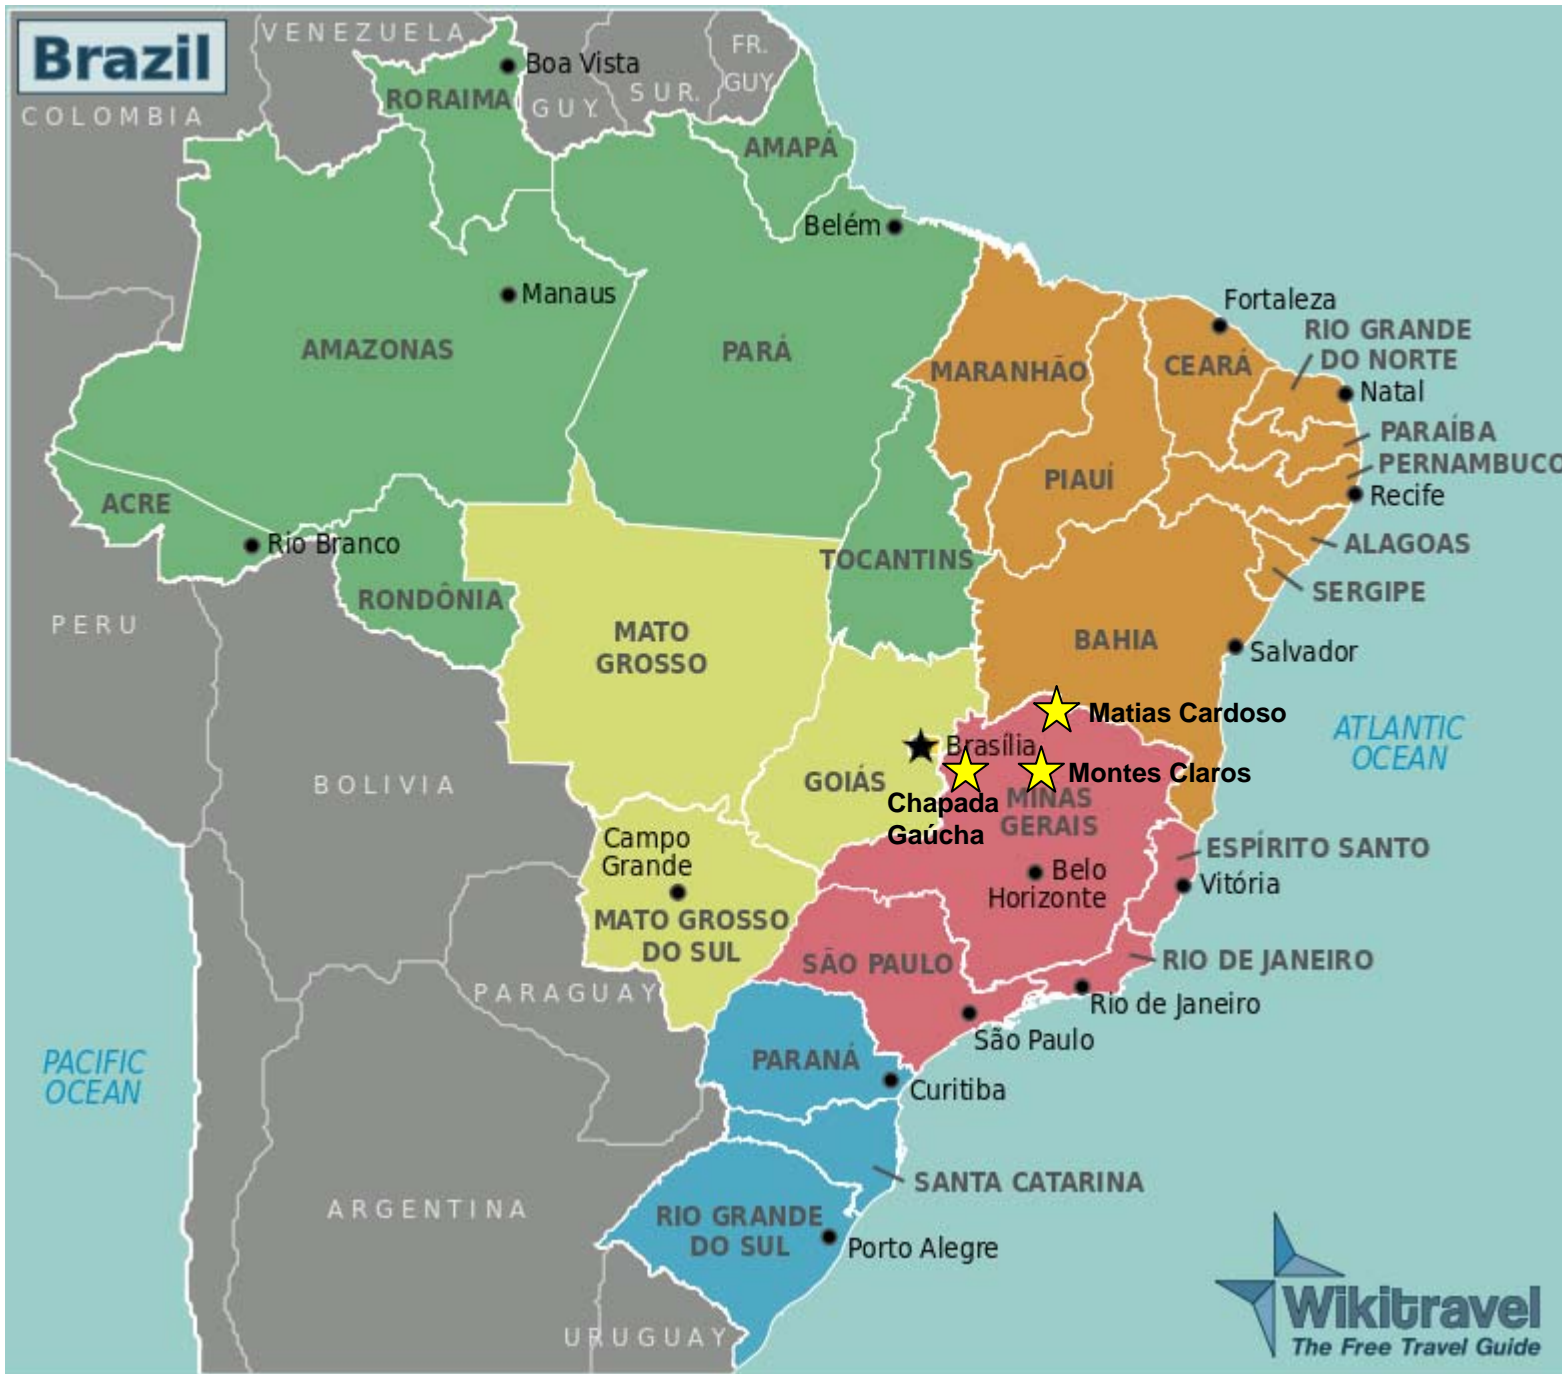 Brazil
VENEZUELA
COLOMBIA
Boa Vista
RORAIMA
GUY.
SUR.
FR.
GUY
AMAPÁ
Belém
Manaus
AMAZONAS
PARÁ
MARANHÃO
CEARÁ
Fortaleza
RIO GRANDE
DO NORTE
Natal
PARAÍBA
PERNAMBUCO
Recife
PIAUÍ
ACRE
Rio Branco
RONDÔNIA
TOCANTINS
ALAGOAS
SERGIPE
PERU
MATO
GROSSO
BAHIA
Salvador
Matias Cardoso
ATLANTIC
OCEAN
Brasília
GOIÁS
Montes Claros
Chapada
Gaúcha
MINAS
GERAIS
BOLIVIA
Campo
Grande
MATO GROSSO
DO SUL
Belo
Horizonte
ESPÍRITO SANTO
Vitória
SÃO PAULO
RIO DE JANEIRO
Rio de Janeiro
São Paulo
PARAGUAY
PACIFIC
OCEAN
PARANÁ
Curitiba
SANTA CATARINA
ARGENTINA
RIO GRANDE
DO SUL
Porto Alegre
URUGUAY
Wikitravel
The Free Travel Guide